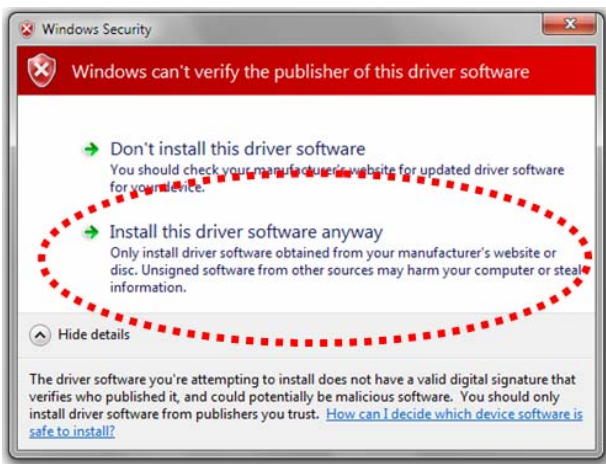 Windows Security
Windows can't verify the publisher of this driver software
Don't install this driver software
You should check your manufacturer's website for updated driver software
for your device.
Install this driver software anyway
Only install driver software obtained from your manufacturer's website or
disc. Unsigned software from other sources may harm your computer or steal
information.
Hide details
The driver software you're attempting to install does not have a valid digital signature that
verifies who published it, and could potentially be malicious software. You should only
install driver software from publishers you trust. How can I decide which device software is
safe to install?